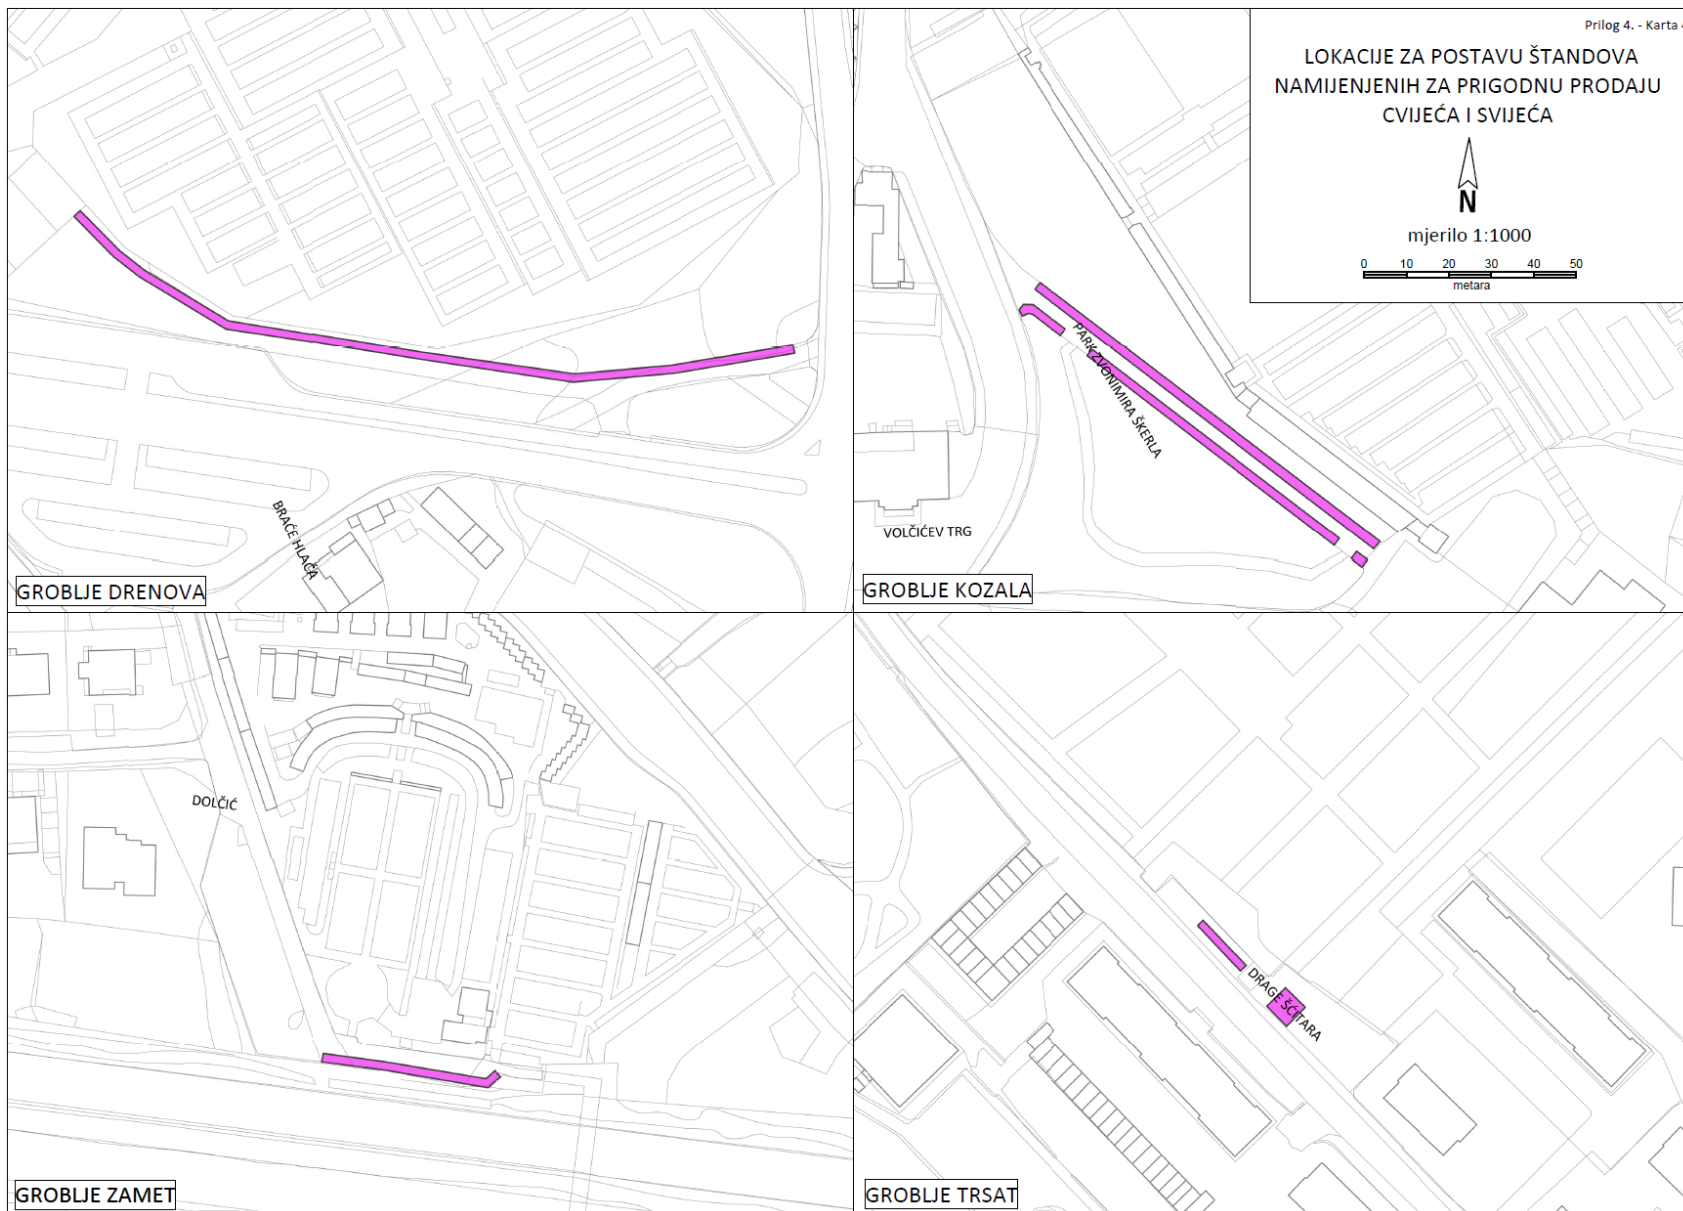 Prilog 4. - Karta
LOKACIJE ZA POSTAVU ŠTANDOVA
NAMIJENJENIH ZA PRIGODNU PRODAJU
CVIJEĆA I SVIJEĆA
N
mjerilo 1:1000
0 10 20 30 40 50
metara
BRAĆE HLAČA
GROBLJE DRENOVA
PARK ZVONIMIRA ŠKERLA
VOLČIĆEV TRG
GROBLJE KOZALA
DOLČIĆ
GROBLJE ZAMET
DRAGE ŠĆITARA
GROBLJE TRSAT